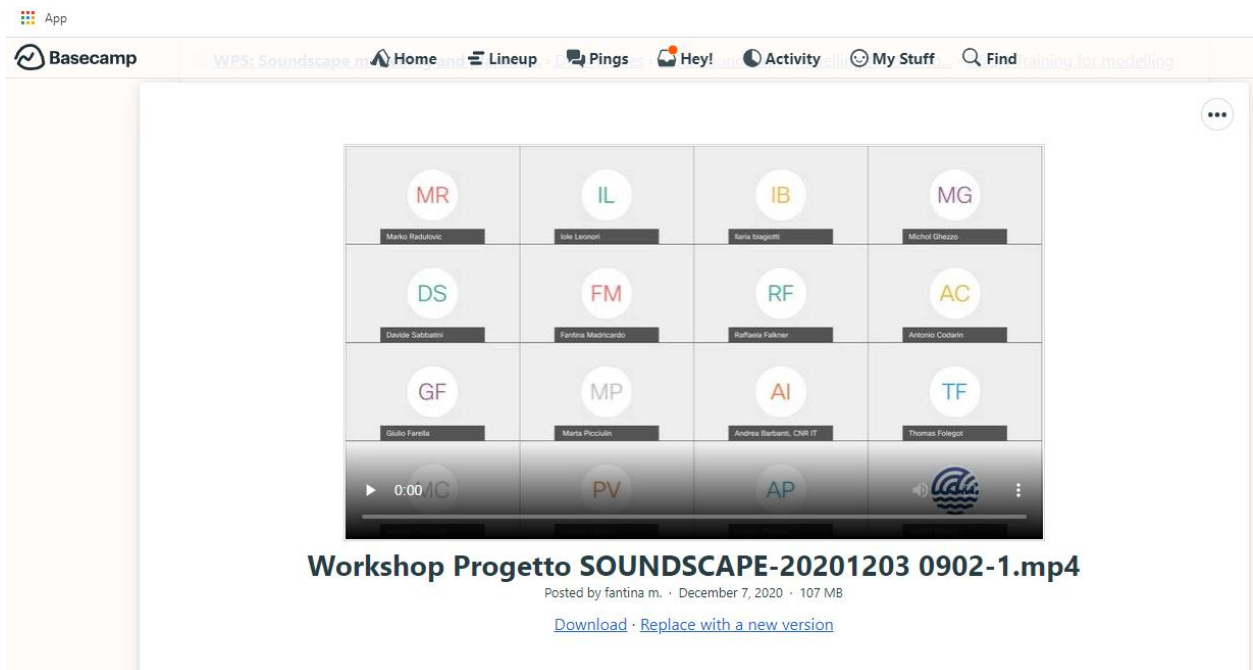 App
Basecamp
Home Lineup Pings Hey! Activity My Stuff Find
WP5: Soundscape m
raining for modelling
MR IL IB MG
Marko Radulovic Iole Leonori Ilaria biagiotti Michol Ghezzo
DS FM RF AC
Davide Sabbatini Fantina Madricardo Raffaela Falkner Antonio Codarin
GF MP AI TF
Giulio Farella Marta Picciulin Andrea Barbanti, CNR IT Thomas Folegot
0:00 MC PV AP
Workshop Progetto SOUNDSCAPE-20201203 0902-1.mp4
Posted by fantina m. · December 7, 2020 · 107 MB
Download · Replace with a new version